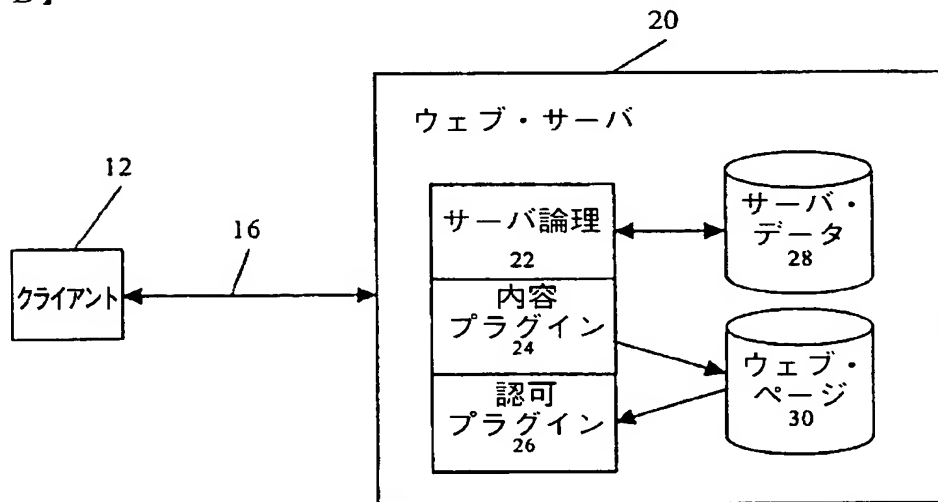 B】
20
ウェブ・サーバ
12
16
クライアント
サーバ論理
22
サーバ・
データ
28
内容
プラグイン
24
ウェブ・
ページ
30
認可
プラグイン
26